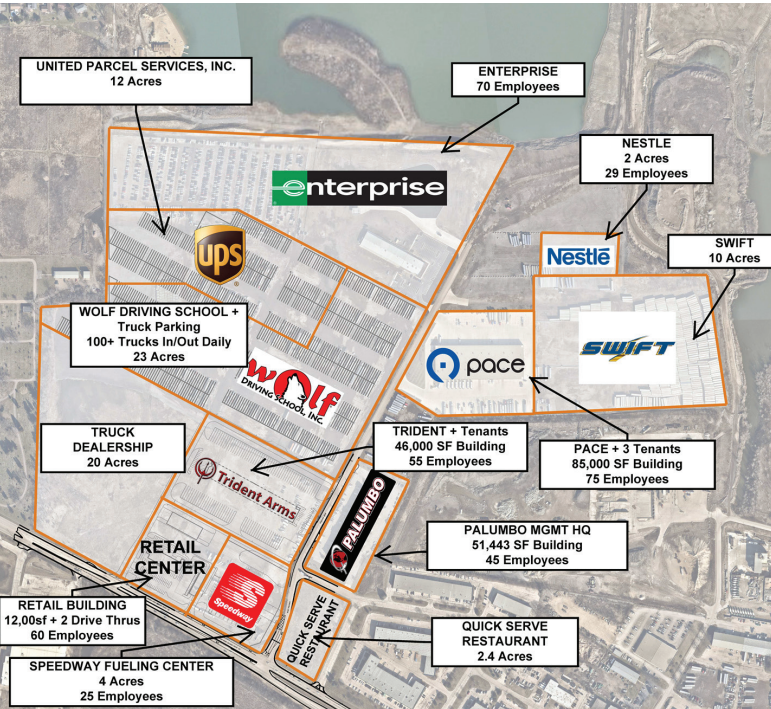 UNITED PARCEL SERVICES, INC.
12 Acres
ENTERPRISE
70 Employees
NESTLE
2 Acres
29 Employees
SWIFT
10 Acres
enterprise
ups
Nestlé
WOLF DRIVING SCHOOL +
Truck Parking
100+ Trucks In/Out Daily
23 Acres
SWIFT
pace
wolf
DRIVING SCHOOL, INC.
TRUCK
DEALERSHIP
20 Acres
TRIDENT + Tenants
46,000 SF Building
55 Employees
PACE + 3 Tenants
85,000 SF Building
75 Employees
Trident Arms
PALUMBO
PALUMBO MGMT HQ
51,443 SF Building
45 Employees
RETAIL
CENTER
Speedway
RETAIL BUILDING
12,00sf + 2 Drive Thrus
60 Employees
QUICK SERVE
RESTAURANT
QUICK SERVE
RESTAURANT
2.4 Acres
SPEEDWAY FUELING CENTER
4 Acres
25 Employees